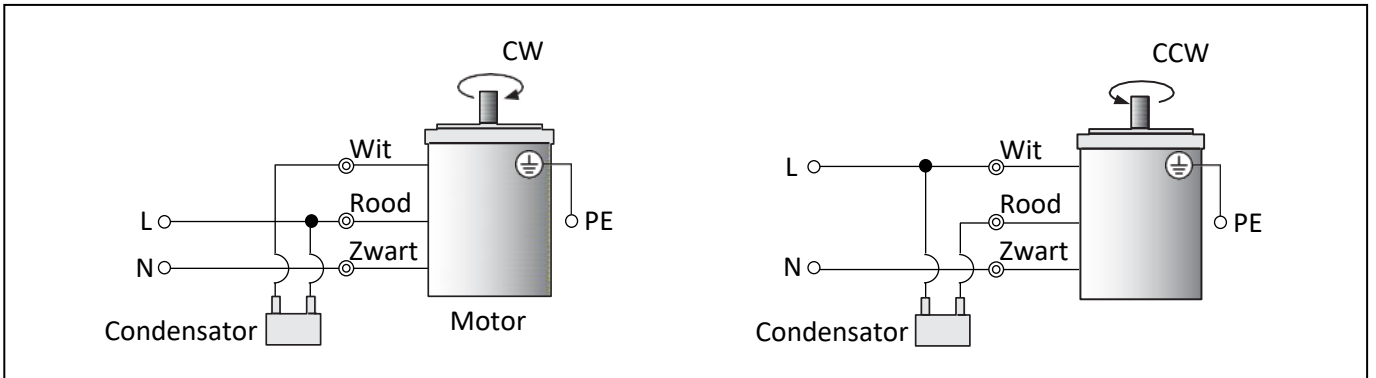 CW
Wit
Rood
L
Zwart
N
PE
Condensator
Motor
CCW
L
Wit
Rood
PE
Zwart
N
Condensator